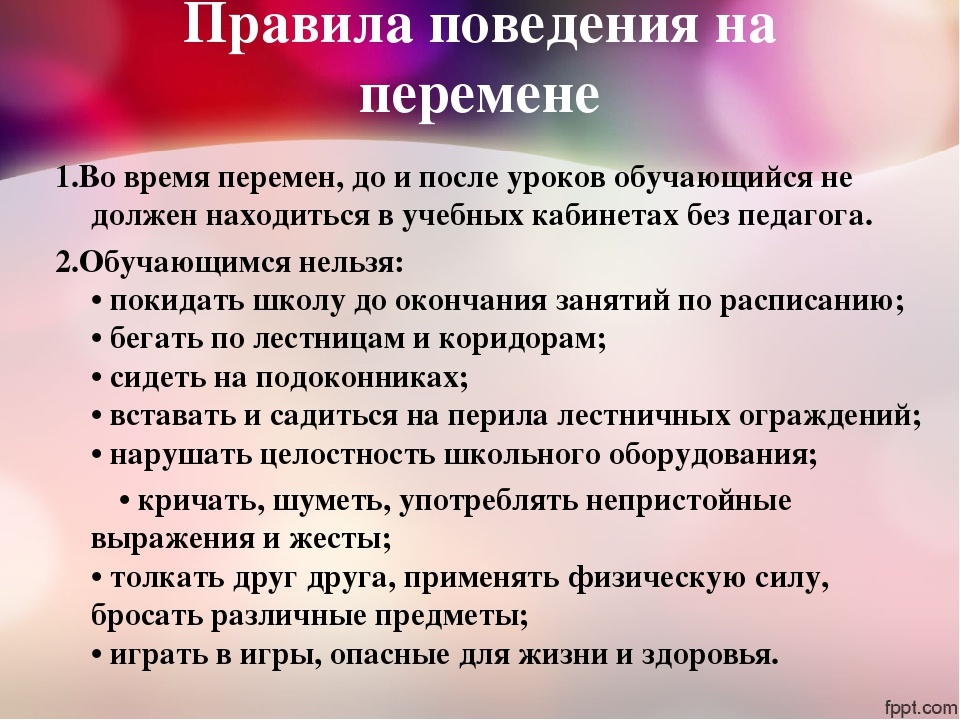 Правила поведения на
перемене
1.Во время перемен, до и после уроков обучающийся не
должен находиться в учебных кабинетах без педагога.
2.Обучающимся нельзя:
• покидать школу до окончания занятий по расписанию;
• бегать по лестницам и коридорам;
• сидеть на подоконниках;
• вставать и садиться на перила лестничных ограждений;
• нарушать целостность школьного оборудования;
• кричать, шуметь, употреблять непристойные
выражения и жесты;
• толкать друг друга, применять физическую силу,
бросать различные предметы;
• играть в игры, опасные для жизни и здоровья.
fppt.com